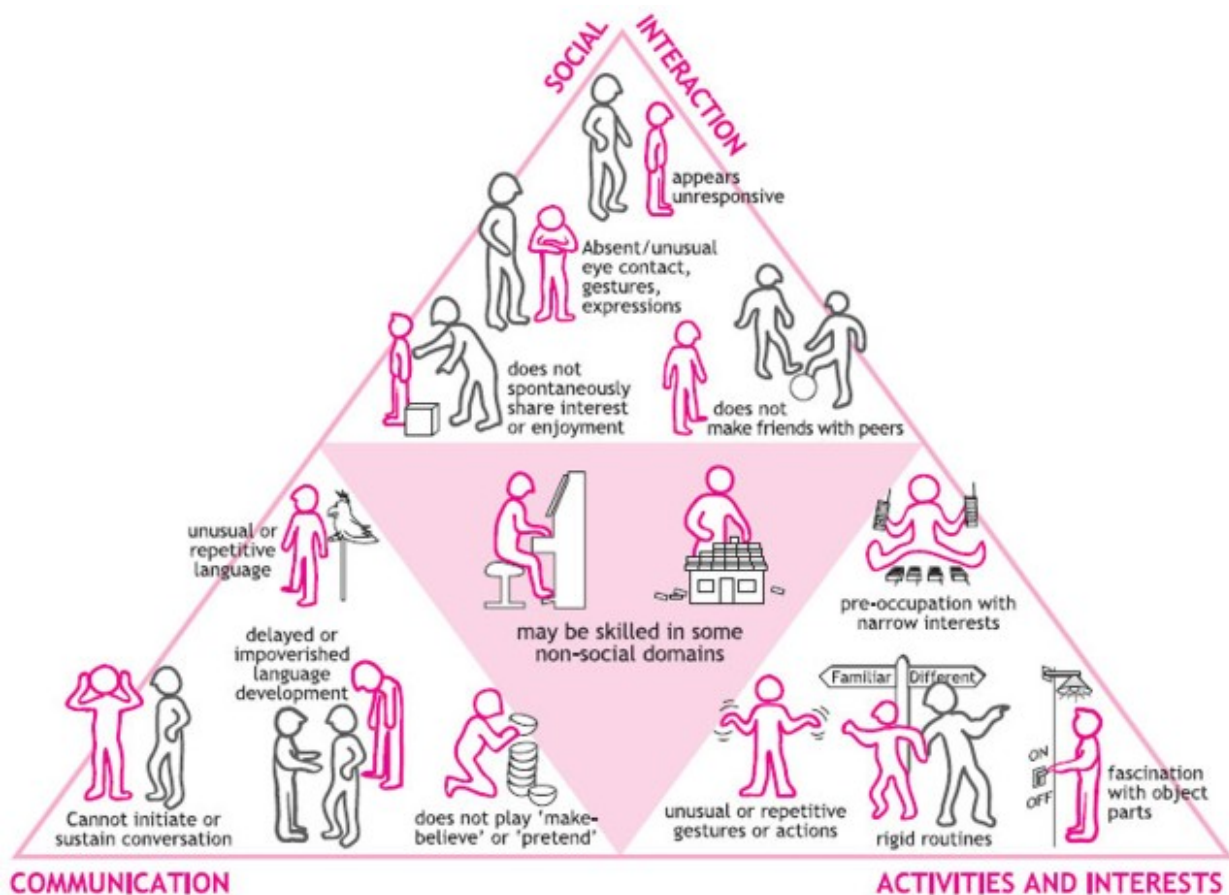 SOCIAL
INTERACTION
appears
unresponsive
Absent/unusual
eye contact,
gestures,
expressions
does not
spontaneously
share interest
or enjoyment
does not
make friends with peers
unusual or
repetitive
language
may be skilled in some
non-social domains
pre-occupation with
narrow interests
delayed or
impoverished
language
development
Familiar Different
ON
OFF
Cannot initiate or
sustain conversation
does not play 'make-
believe' or 'pretend'
unusual or repetitive
gestures or actions
rigid routines
fascination
with object
parts
COMMUNICATION
ACTIVITIES AND INTERESTS